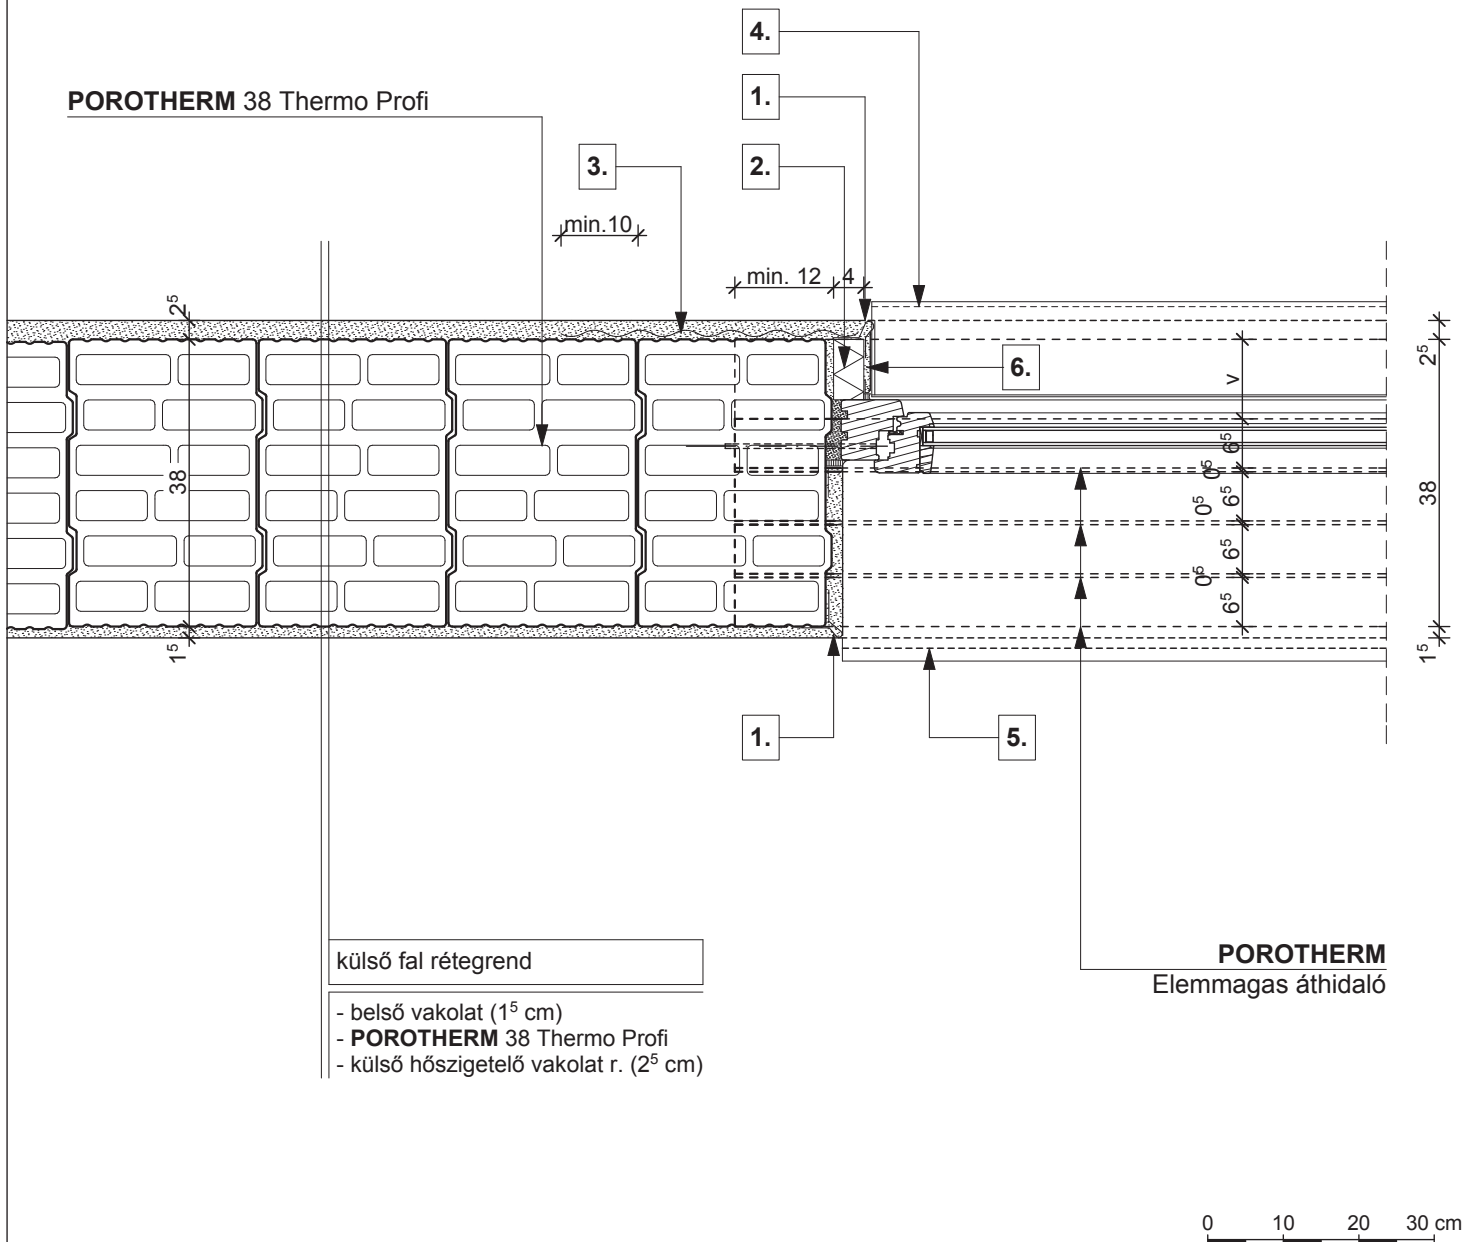 4.
POROTHERM 38 Thermo Profi
1.
3.
2.
min.10
min. 12
4
2⁵
6.
2⁵
v
6⁵
0⁵
38
6⁵
38
0⁵
6⁵
0⁵
6⁵
1⁵
1⁵
1.
5.
külső fal rétegrend
- belső vakolat (1⁵ cm)
- POROTHERM 38 Thermo Profi
- külső hőszigetelő vakolat r. (2⁵ cm)
POROTHERM
Elemmagas áthidaló
0 10 20 30 cm